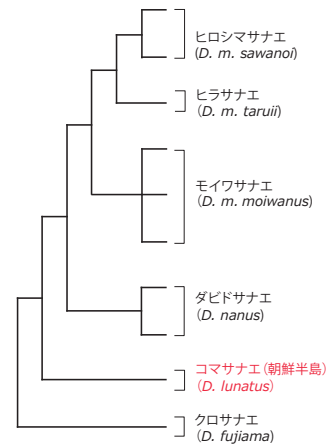 ヒロシマサナエ
(D. m. sawanoi)
ヒラサナエ
(D. m. taruii)
モイワサナエ
(D. m. moiwanus)
ダビドサナエ
(D. nanus)
コマサナエ(朝鮮半島)
(D. lunatus)
クロサナエ
(D. fujiama)